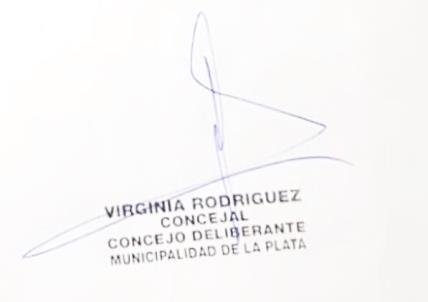 VIRGINIA RODRIGUEZ
CONCEJAL
CONCEJO DELIBERANTE
MUNICIPALIDAD DE LA PLATA